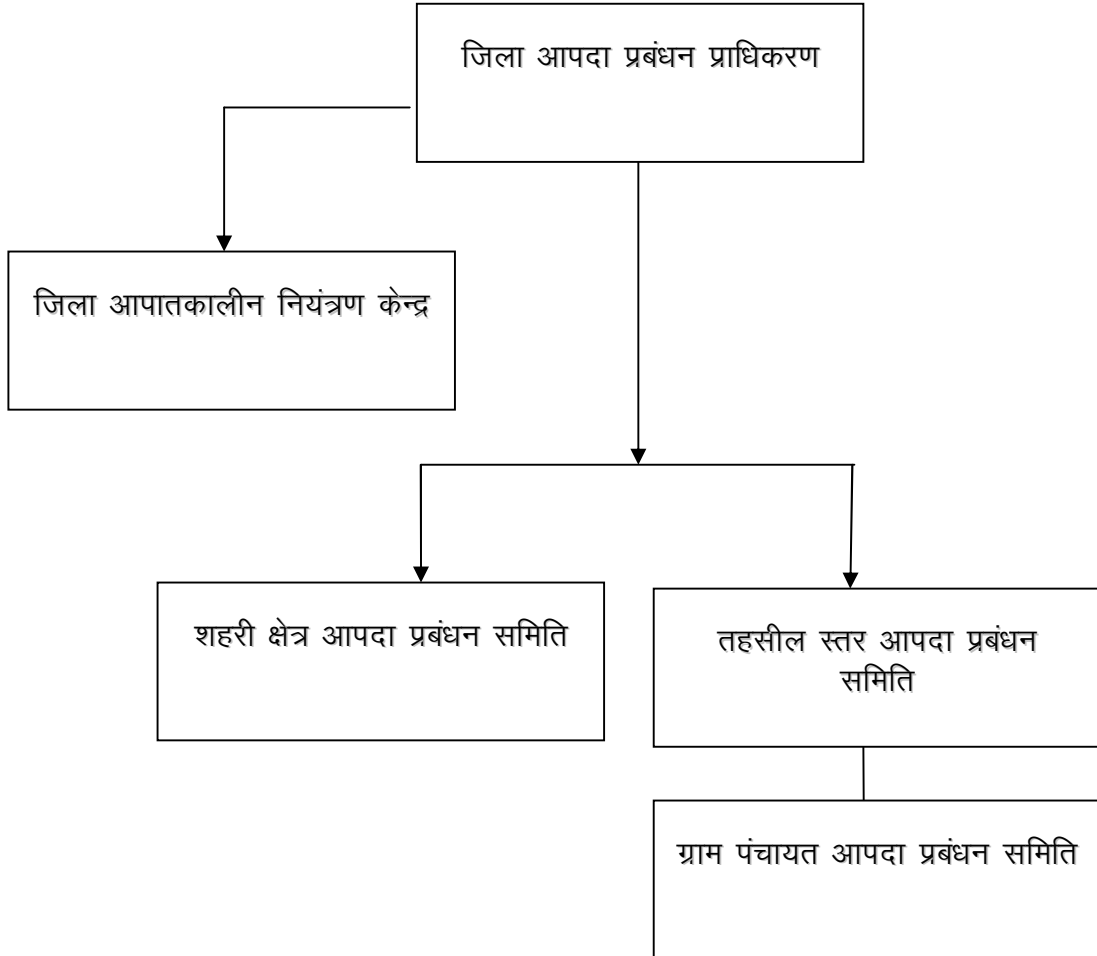 जिला आपदा प्रबंधन प्राधिकरण
जिला आपातकालीन नियंत्रण केन्द्र
शहरी क्षेत्र आपदा प्रबंधन समिति
तहसील स्तर आपदा प्रबंधन
समिति
ग्राम पंचायत आपदा प्रबंधन समिति